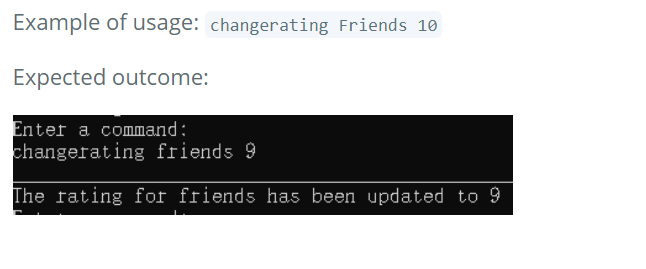 Example of usage: changerating Friends 10
Expected outcome:
Enter a command:
changerating friends 9
The rating for friends has been updated to 9